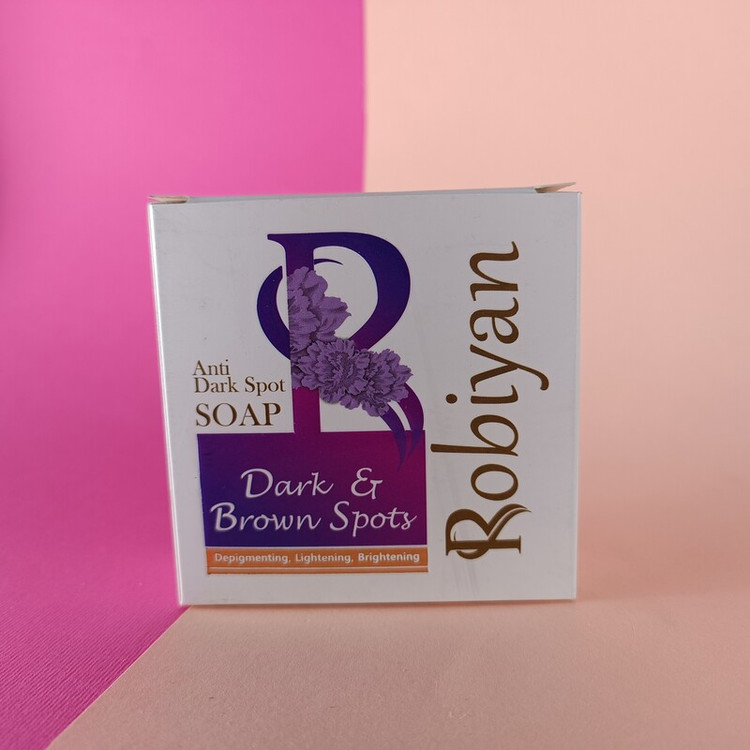 Anti
Dark Spot
SOAP
Dark &
Brown Spots
Depigmenting, Lightening, Brightening
Robiyan